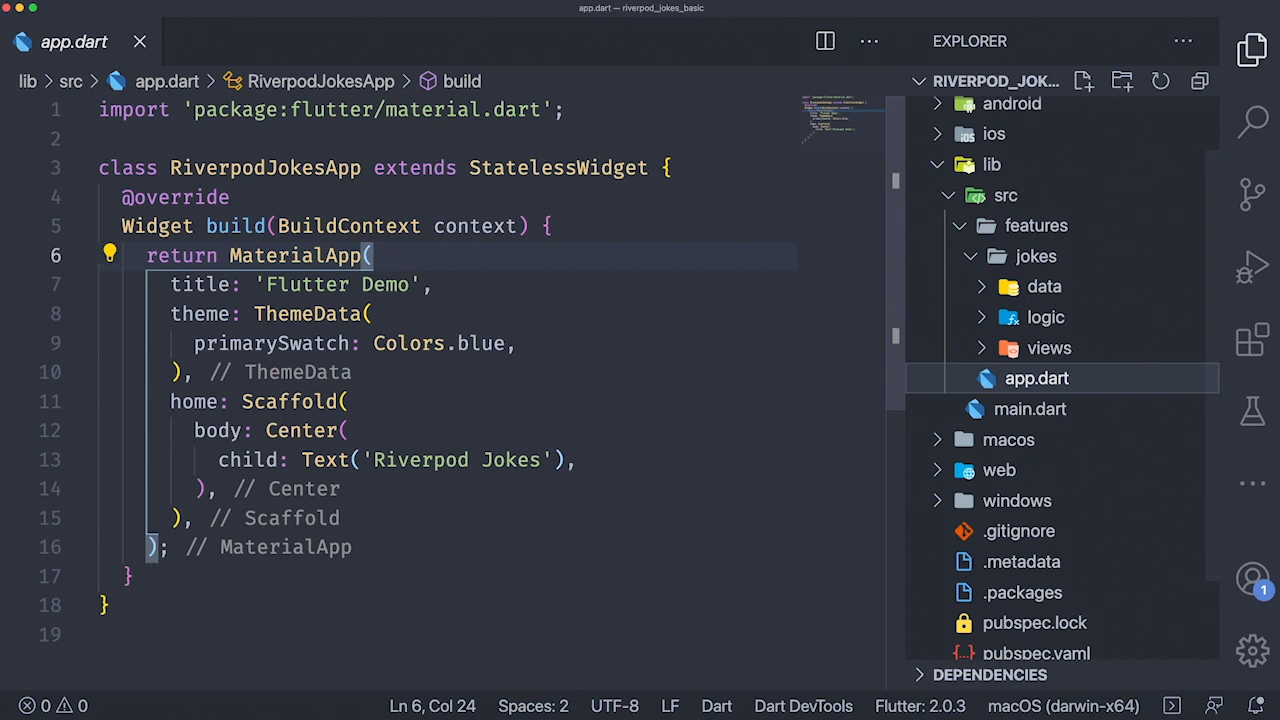 app.dart — riverpod_jokes_basic
app.dart
EXPLORER
lib > src > app.dart > RiverpodJokesApp > build
RIVERPOD_JOK...
1 import 'package:flutter/material.dart';
2
3 class RiverpodJokesApp extends StatelessWidget {
4 @override
5 Widget build(BuildContext context) {
6 return MaterialApp(
7 title: 'Flutter Demo',
8 theme: ThemeData(
9 primarySwatch: Colors.blue,
10 ), // ThemeData
11 home: Scaffold(
12 body: Center(
13 child: Text('Riverpod Jokes'),
14 ), // Center
15 ), // Scaffold
16 ); // MaterialApp
17 }
18 }
19
android
ios
lib
src
features
jokes
data
logic
views
app.dart
main.dart
macos
web
windows
.gitignore
.metadata
.packages
pubspec.lock
pubspec.yaml
DEPENDENCIES
1
0 0 Ln 6, Col 24 Spaces: 2 UTF-8 LF Dart Dart DevTools Flutter: 2.0.3 macOS (darwin-x64)